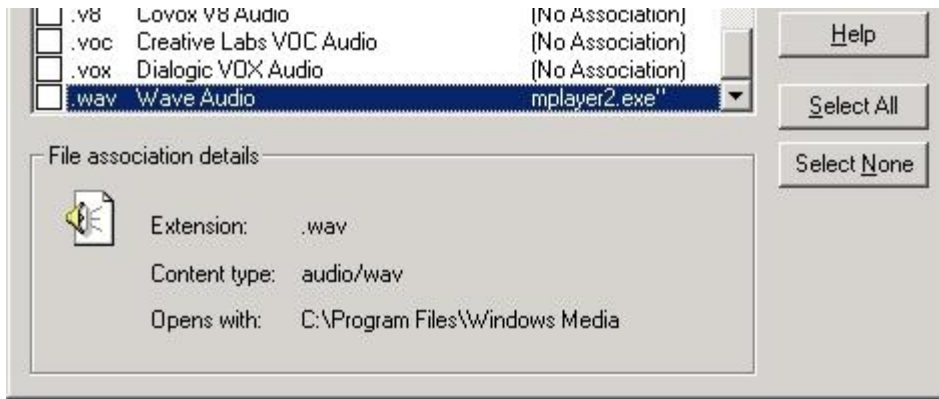 .v8 Covox V8 Audio (No Association)
.voc Creative Labs VOC Audio (No Association)
.vox Dialogic VOX Audio (No Association)
.wav Wave Audio mplayer2.exe"
Help
Select All
Select None
File association details
Extension: .wav
Content type: audio/wav
Opens with: C:\Program Files\Windows Media